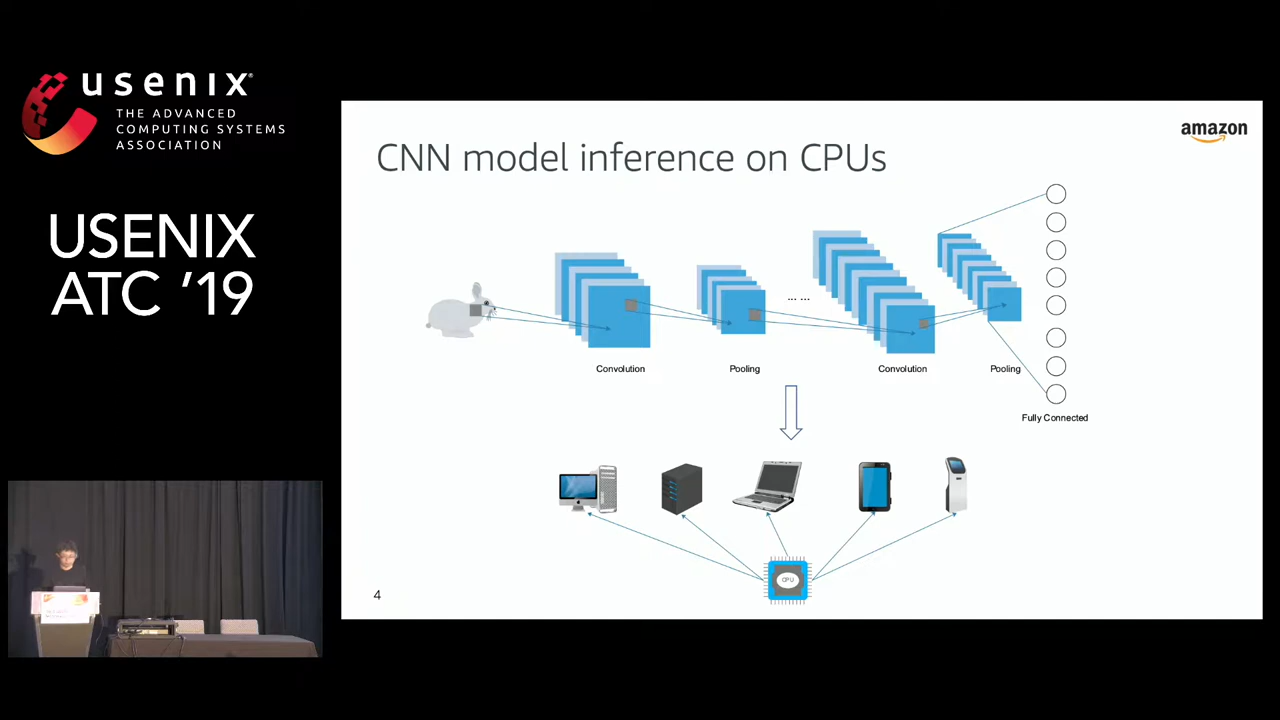 usenix®
THE ADVANCED
COMPUTING SYSTEMS
ASSOCIATION
USENIX
ATC ’19
amazon
CNN model inference on CPUs
... ...
Convolution
Pooling
Convolution
Pooling
Fully Connected
CPU
4